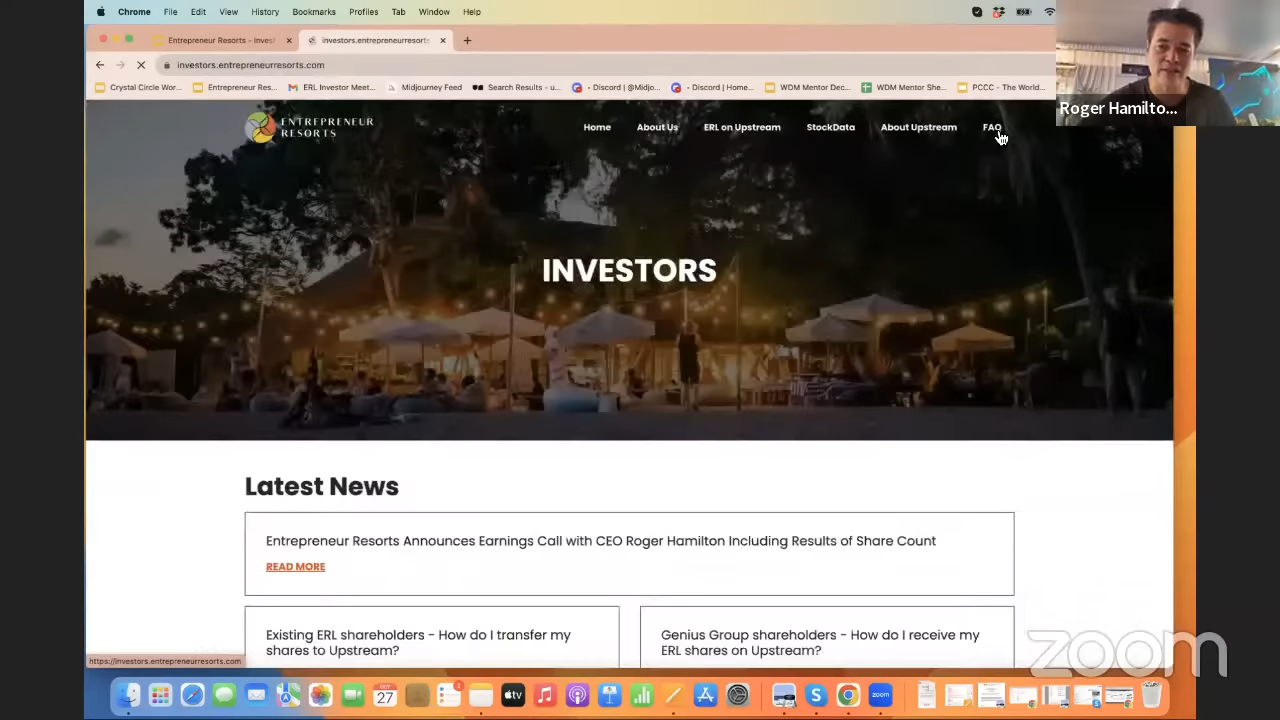 Chrome File Edit View History Bookmarks Profiles Tab Window Help
Entrepreneur Resorts - Invest
investors.entrepreneurresorts
investors.entrepreneurresorts.com
Crystal Circle Wor...
Entrepreneur Res...
ERL Investor Meet...
Midjourney Feed
Search Results - u...
- Discord | @Midjo...
- Discord | Home...
WDM Mentor Dec...
WDM Mentor She...
PCCC - The World...
Roger Hamilto...
ENTREPRENEUR
RESORTS
Home About Us ERL on Upstream StockData About Upstream FAQ
INVESTORS
Latest News
Entrepreneur Resorts Announces Earnings Call with CEO Roger Hamilton Including Results of Share Count
READ MORE
Existing ERL shareholders - How do I transfer my
shares to Upstream?
Genius Group shareholders - How do I receive my
ERL shares on Upstream?
https://investors.entrepreneurresorts.com
zoom
OCT
27
tv
zoom